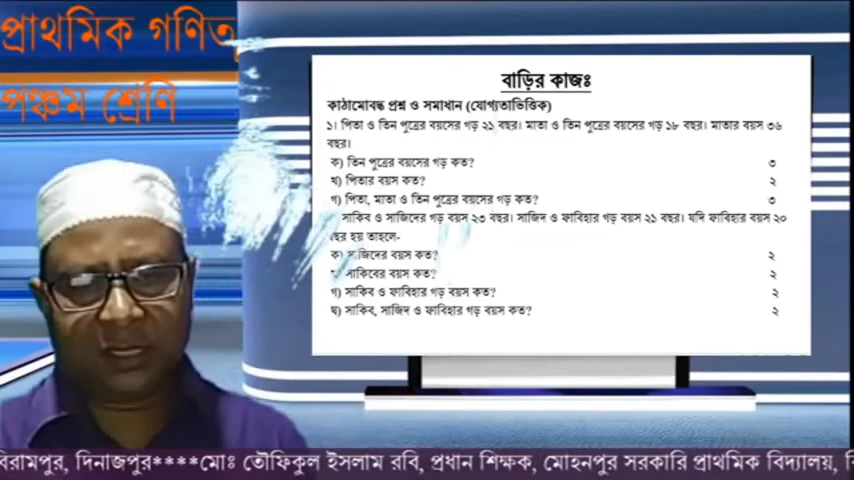 প্রাথমিক গণিত,
পঞ্চম শ্রেণি
বাড়ির কাজঃ
কাঠামোবদ্ধ প্রশ্ন ও সমাধান (যোগ্যতাভিত্তিক)
১। পিতা ও তিন পুত্রের বয়সের গড় ২১ বছর। মাতা ও তিন পুত্রের বয়সের গড় ১৮ বছর। মাতার বয়স ৩৬
বছর।
ক) তিন পুত্রের বয়সের গড় কত? ৩
খ) পিতার বয়স কত? ২
গ) পিতা, মাতা ও তিন পুত্রের বয়সের গড় কত? ৩
সাকিব ও সাজিদের গড় বয়স ২৩ বছর। সাজিদ ও ফাবিহার গড় বয়স ২১ বছর। যদি ফাবিহার বয়স ২০
হয় তাহলে-
ক) সাজিদের বয়স কত? ২
সাকিবের বয়স কত? ২
গ) সাকিব ও ফাবিহার গড় বয়স কত? ২
ঘ) সাকিব, সাজিদ ও ফাবিহার গড় বয়স কত? ২
বিরামপুর, দিনাজপুর****মোঃ তৌফিকুল ইসলাম রবি, প্রধান শিক্ষক, মোহনপুর সরকারি প্রাথমিক বিদ্যালয়,